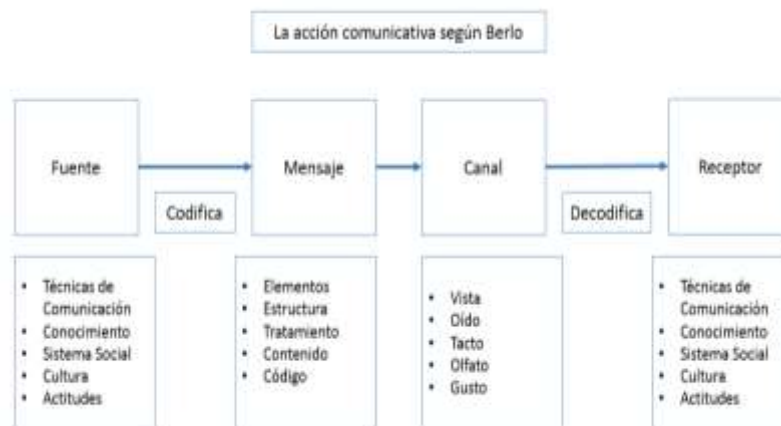 La acción comunicativa según Berlo
Fuente
Mensaje
Canal
Receptor
Codifica
Decodifica
• Técnicas de
Comunicación
• Conocimiento
• Sistema Social
• Cultura
• Actitudes
• Elementos
• Estructura
• Tratamiento
• Contenido
• Código
• Vista
• Oído
• Tacto
• Olfato
• Gusto
• Técnicas de
Comunicación
• Conocimiento
• Sistema Social
• Cultura
• Actitudes